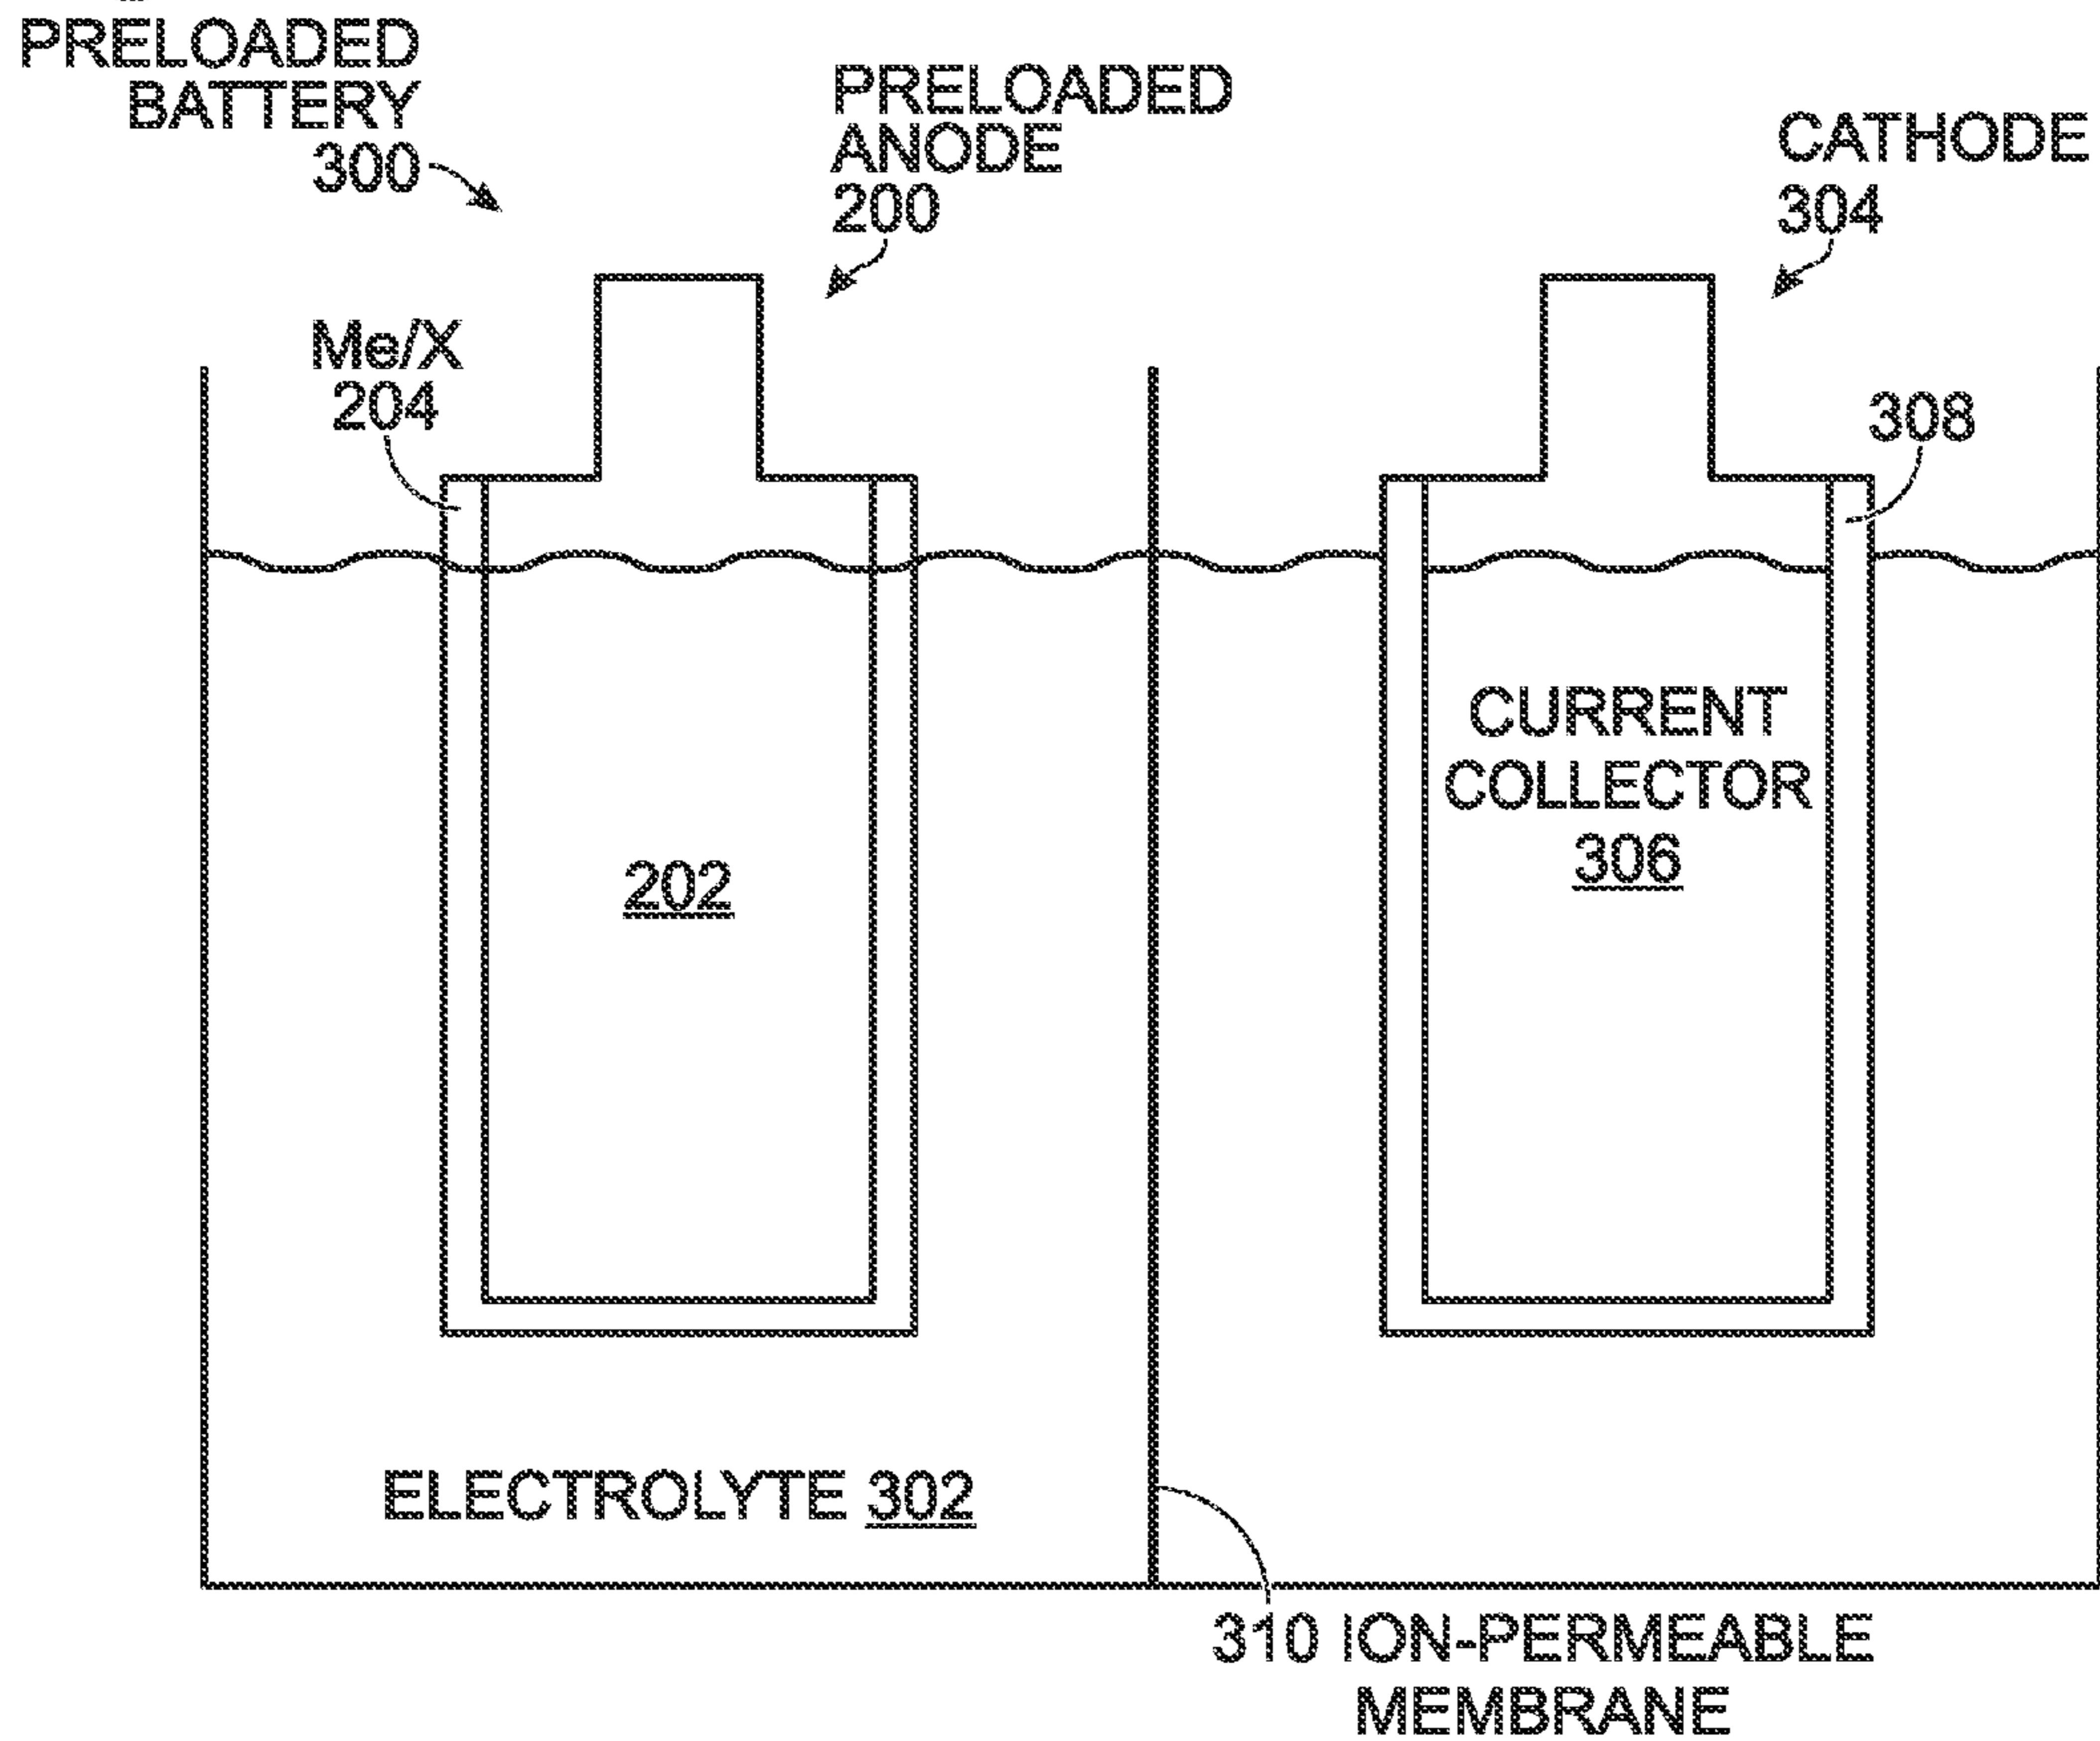 PRELOADED
BATTERY
300
PRELOADED
ANODE
200
CATHODE
304
Me/X
204
308
CURRENT
COLLECTOR
306
202
ELECTROLYTE 302
310 ION-PERMEABLE
MEMBRANE